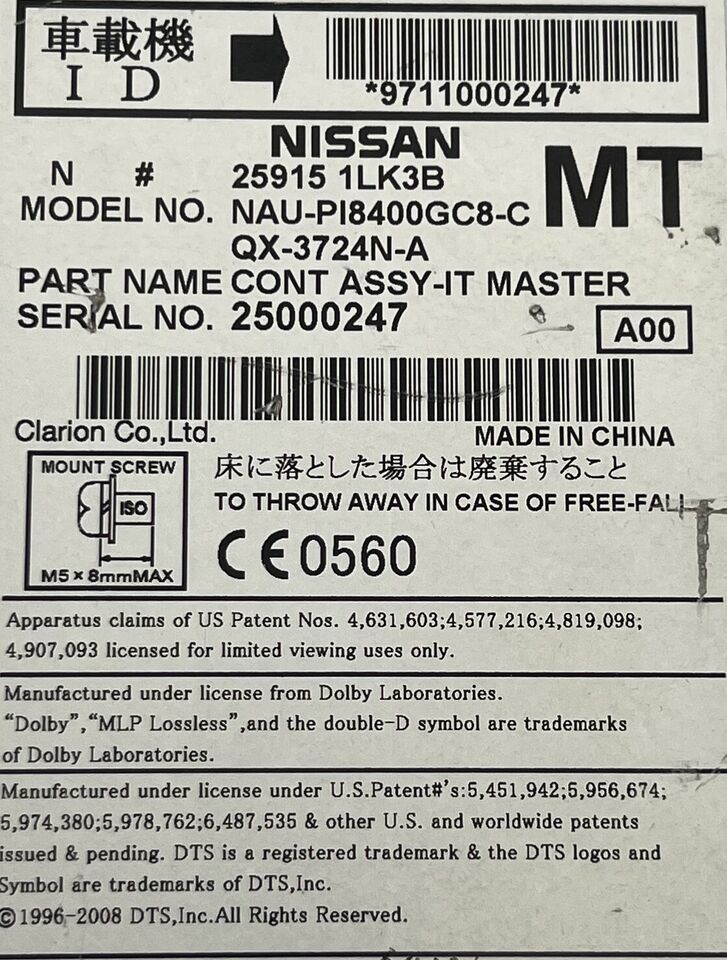 車載機
ID
*9711000247*
NISSAN
N # 25915 1LK3B
MT
MODEL NO. NAU-PI8400GC8-C
QX-3724N-A
PART NAME CONT ASSY-IT MASTER
SERIAL NO. 25000247
A00
Clarion Co.,Ltd.
MADE IN CHINA
MOUNT SCREW
ISO
M5×8mmMAX
床に落とした場合は廃棄すること
TO THROW AWAY IN CASE OF FREE-FALL
CE0560
Apparatus claims of US Patent Nos. 4,631,603;4,577,216;4,819,098;
4,907,093 licensed for limited viewing uses only.
Manufactured under license from Dolby Laboratories.
“Dolby”,“MLP Lossless”,and the double-D symbol are trademarks
of Dolby Laboratories.
Manufactured under license under U.S.Patent#'s:5,451,942;5,956,674;
5,974,380;5,978,762;6,487,535 & other U.S. and worldwide patents
issued & pending. DTS is a registered trademark & the DTS logos and
Symbol are trademarks of DTS,Inc.
©1996-2008 DTS,Inc.All Rights Reserved.